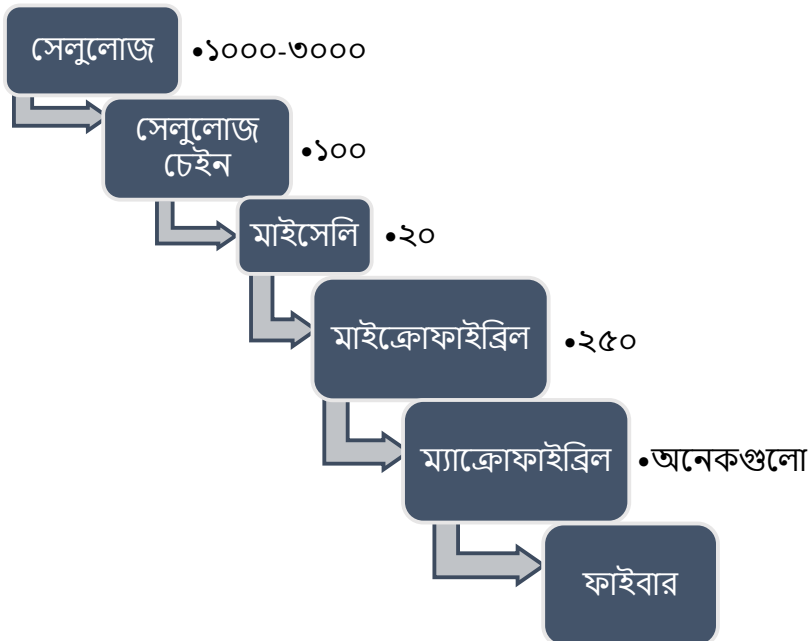 সেলুলোজ •১০০০-৩০০০
সেলুলোজ
চেইন •১০০
মাইসেলি •২০
মাইক্রোফাইব্রিল •২৫০
ম্যাক্রোফাইব্রিল •অনেকগুলো
ফাইবার